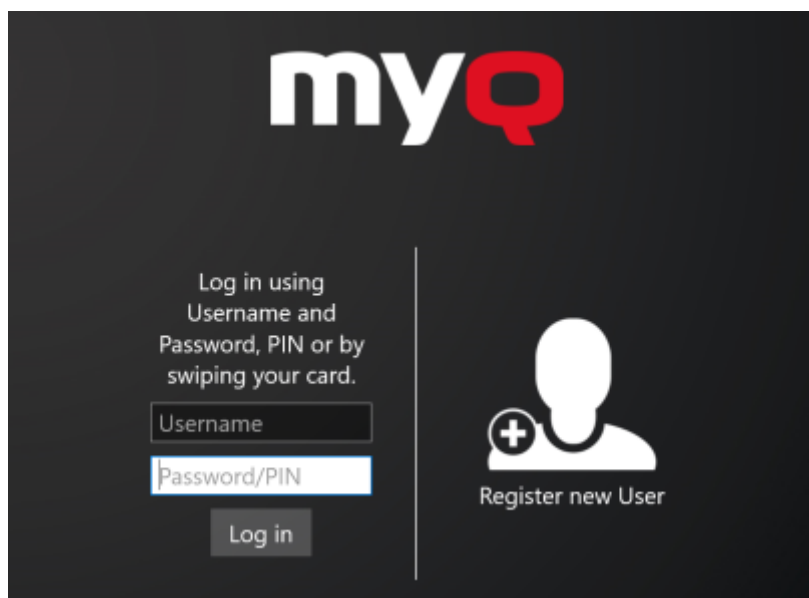 myQ
Log in using
Username and
Password, PIN or by
swiping your card.
Username
Password/PIN
Log in
Register new User